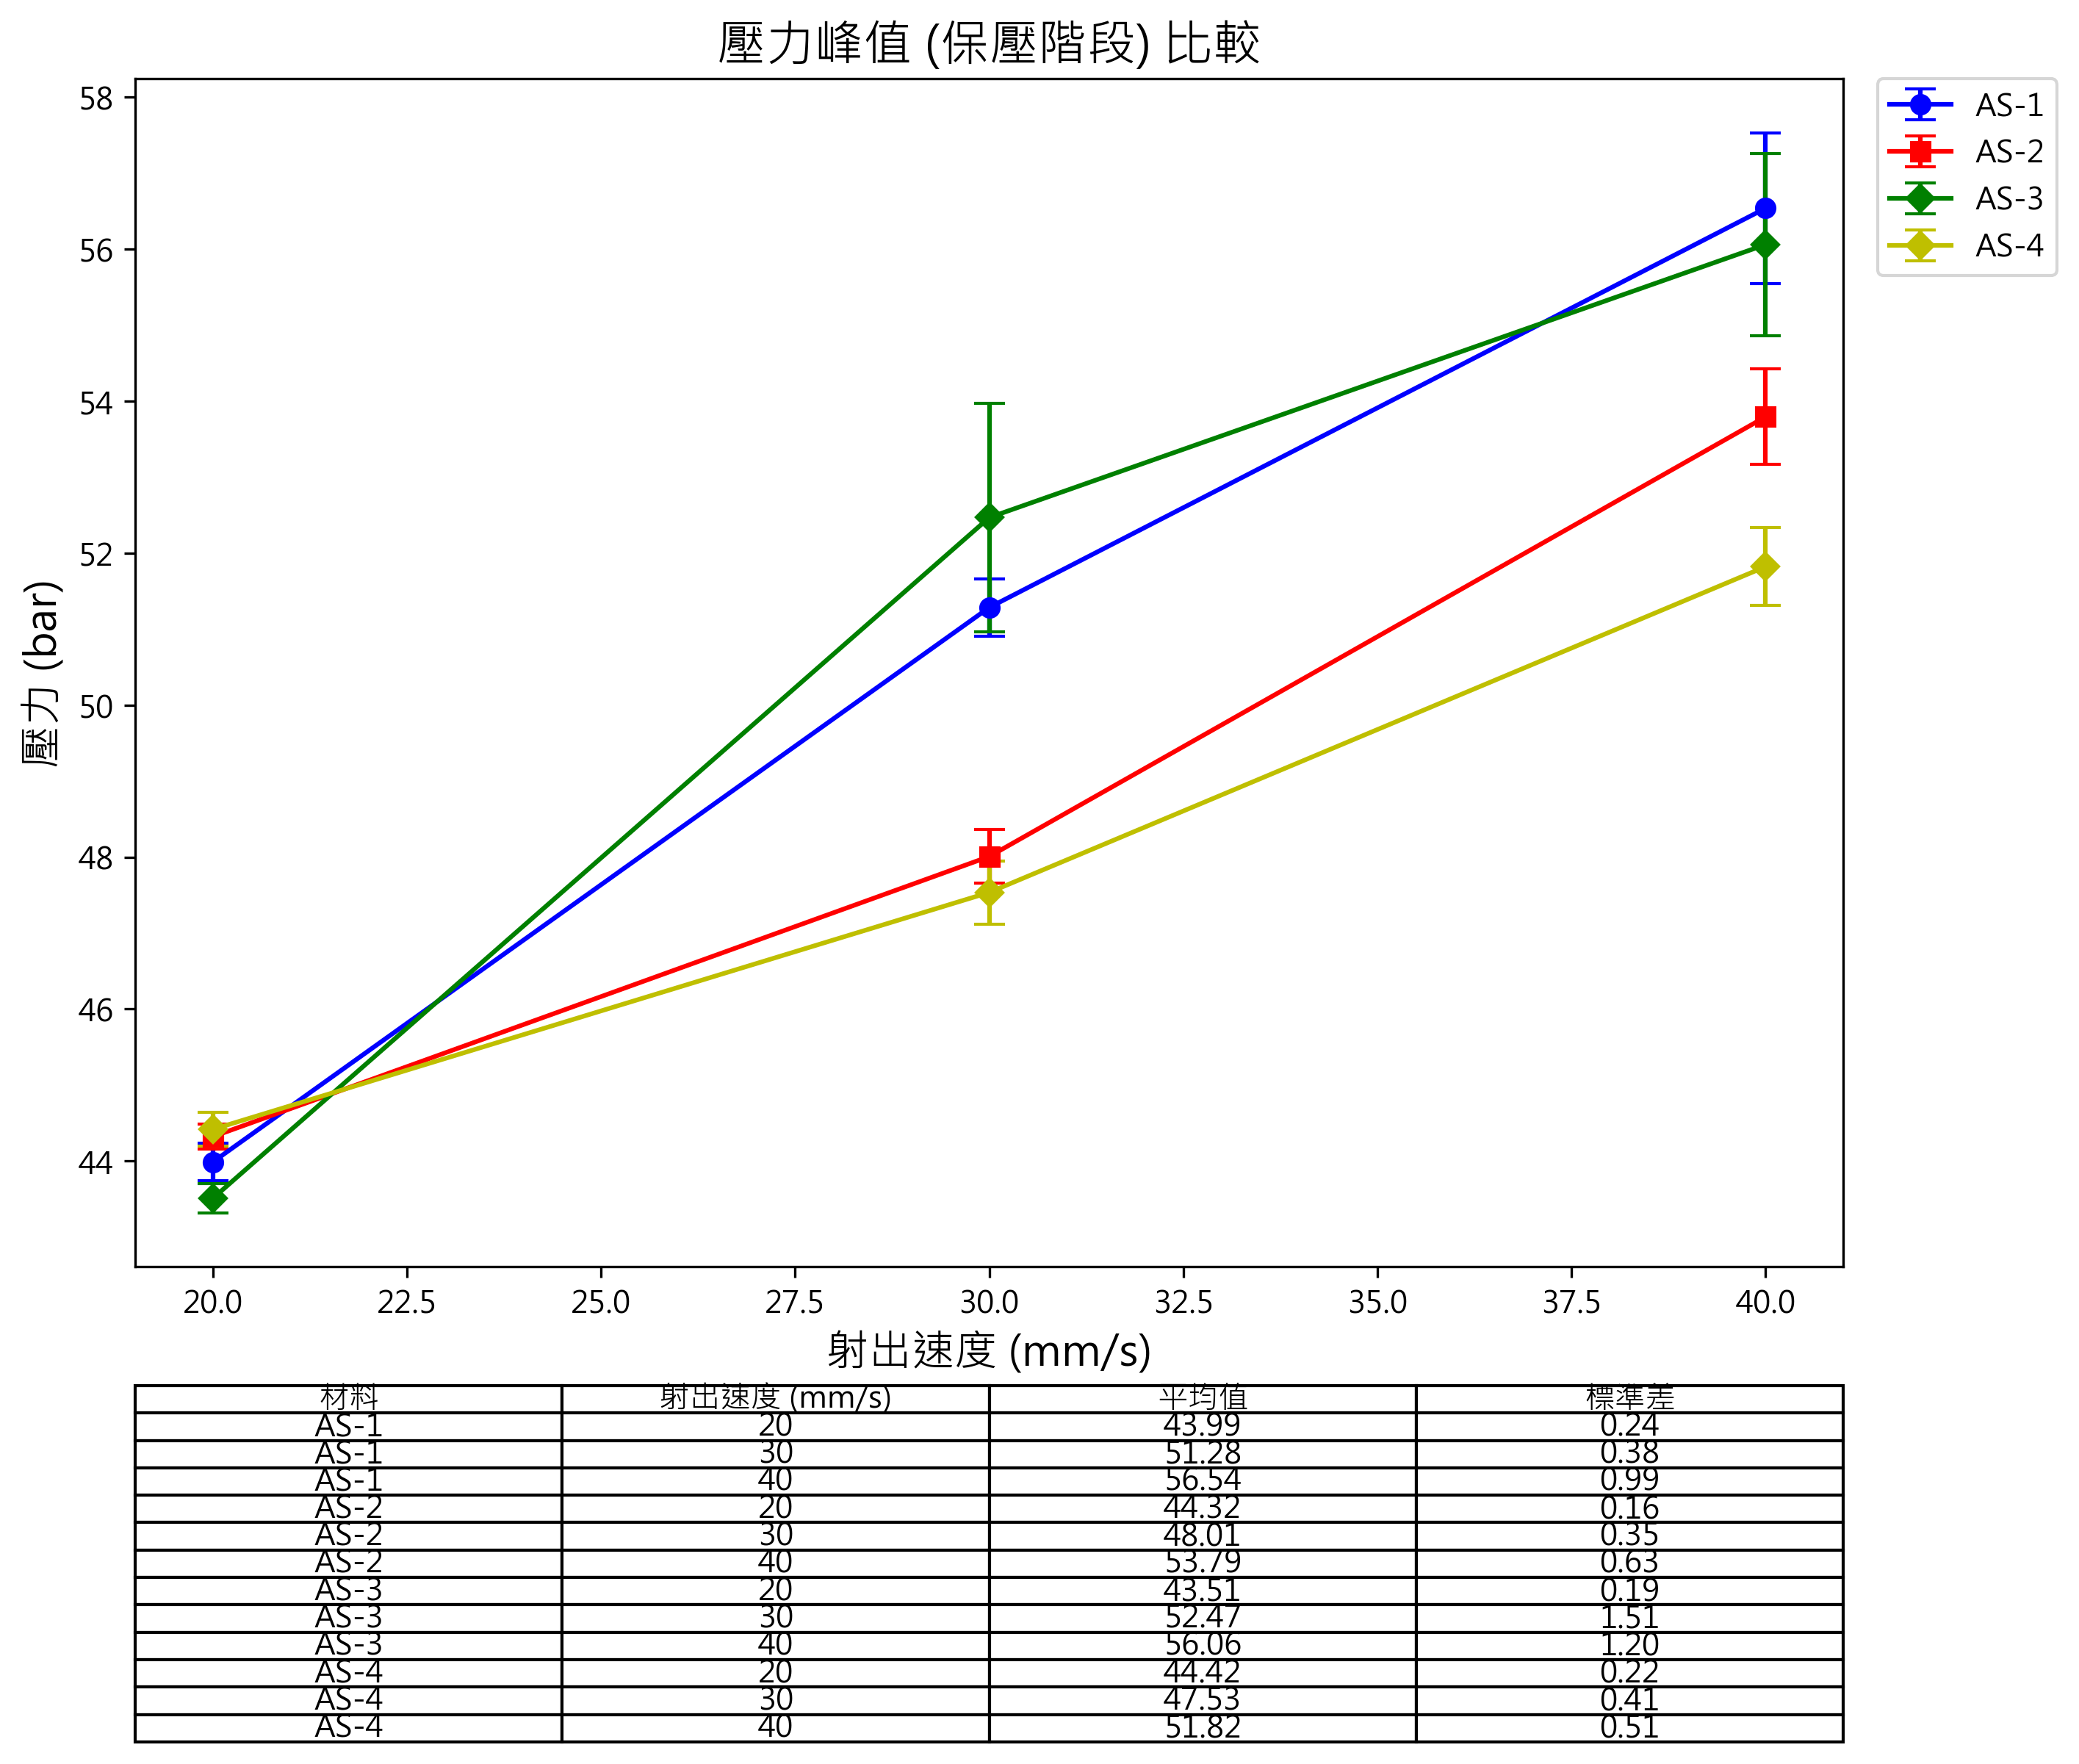 壓力峰值 (保壓階段) 比較
58
56
54
52
50
48
46
44
壓力 (bar)
AS-1
AS-2
AS-3
AS-4
20.0 22.5 25.0 27.5 30.0 32.5 35.0 37.5 40.0
射出速度 (mm/s)
材料 射出速度 (mm/s) 平均值 標準差
AS-1 20 43.99 0.24
AS-1 30 51.28 0.38
AS-1 40 56.54 0.99
AS-2 20 44.32 0.16
AS-2 30 48.01 0.35
AS-2 40 53.79 0.63
AS-3 20 43.51 0.19
AS-3 30 52.47 1.51
AS-3 40 56.06 1.20
AS-4 20 44.42 0.22
AS-4 30 47.53 0.41
AS-4 40 51.82 0.51